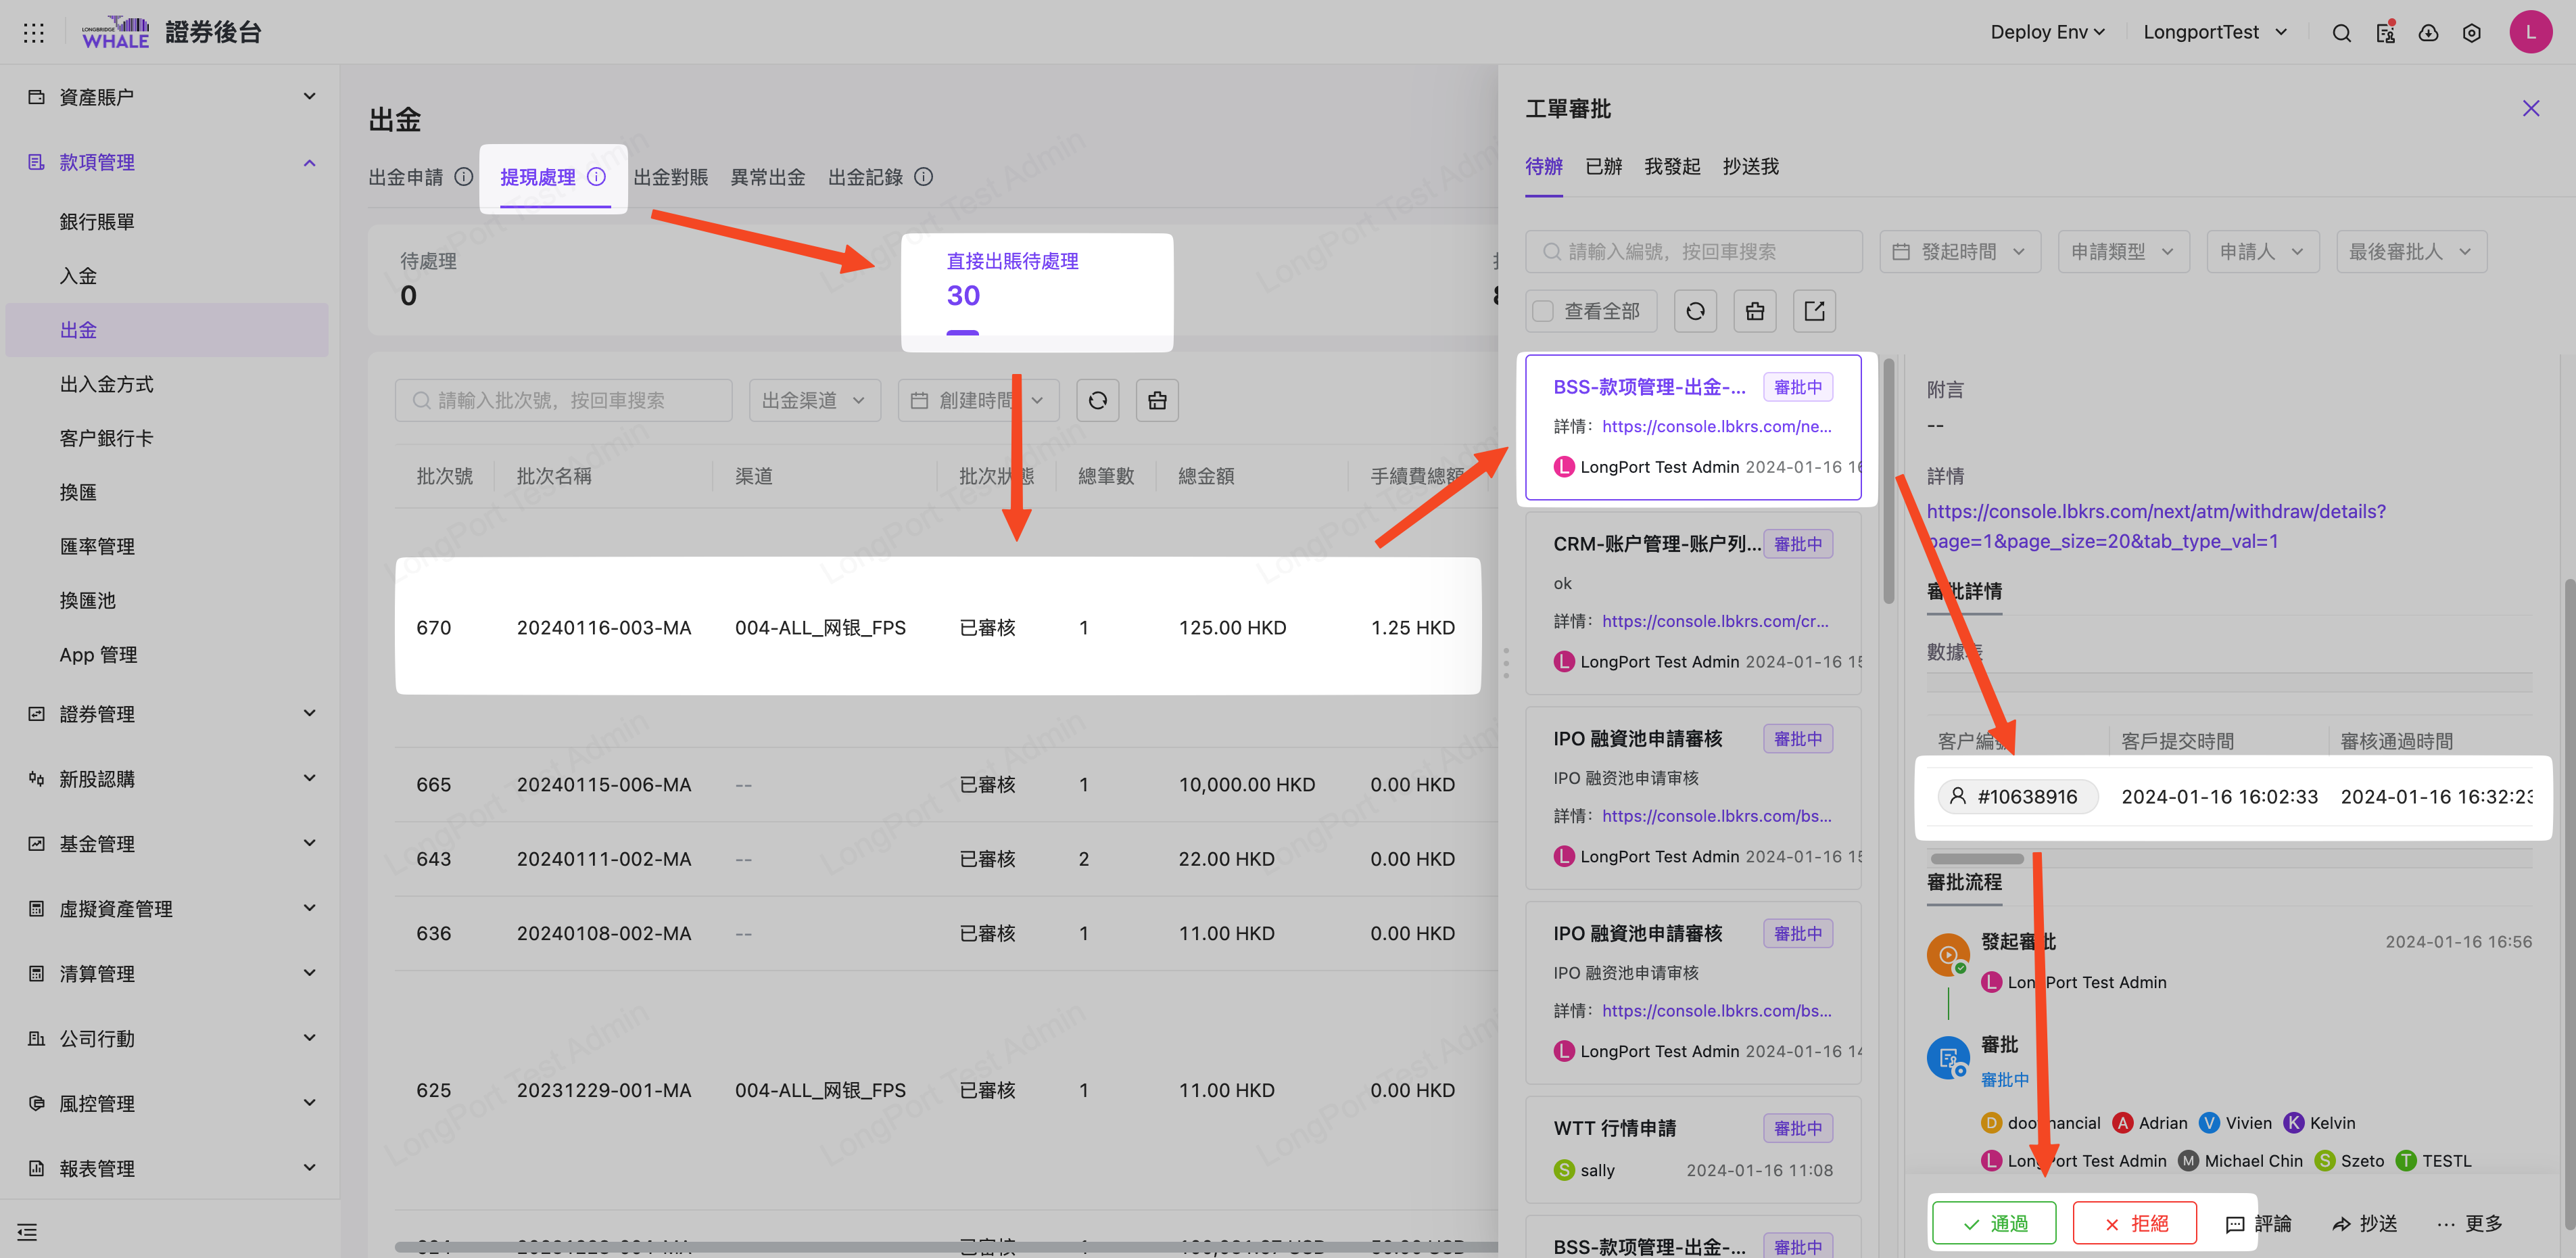 LONGBRIDGE
WHALE
證券後台
Deploy Env
LongportTest
L
資產賬户
款項管理
銀行賬單
入金
出金
出入金方式
客户銀行卡
換匯
匯率管理
換匯池
App 管理
證券管理
新股認購
基金管理
虛擬資產管理
清算管理
公司行動
風控管理
報表管理
出金
出金申請 提現處理 出金對賬 異常出金 出金記錄
待處理
0
直接出賬待處理
30
請輸入批次號，按回車搜索
出金渠道
創建時間
批次號 批次名稱 渠道 批次狀態 總筆數 總金額 手續費總額
670 20240116-003-MA 004-ALL_网银_FPS 已審核 1 125.00 HKD 1.25 HKD
665 20240115-006-MA -- 已審核 1 10,000.00 HKD 0.00 HKD
643 20240111-002-MA -- 已審核 2 22.00 HKD 0.00 HKD
636 20240108-002-MA -- 已審核 1 11.00 HKD 0.00 HKD
625 20231229-001-MA 004-ALL_网银_FPS 已審核 1 11.00 HKD 0.00 HKD
LongPort Test Admin
工單審批
待辦 已辦 我發起 抄送我
請輸入編號，按回車搜索
發起時間
申請類型
申請人
最後審批人
查看全部
BSS-款项管理-出金-... 審批中
詳情： https://console.lbkrs.com/ne...
L LongPort Test Admin 2024-01-16 16
CRM-账户管理-账户列... 審批中
ok
詳情： https://console.lbkrs.com/cr...
L LongPort Test Admin 2024-01-16 15
IPO 融資池申請審核 審批中
IPO 融资池申请审核
詳情： https://console.lbkrs.com/bs...
L LongPort Test Admin 2024-01-16 15
IPO 融資池申請審核 審批中
IPO 融资池申请审核
詳情： https://console.lbkrs.com/bs...
L LongPort Test Admin 2024-01-16 14
WTT 行情申請 審批中
S sally 2024-01-16 11:08
BSS-款项管理-出金-... 審批中
附言
--
詳情
https://console.lbkrs.com/next/atm/withdraw/details?
page=1&page_size=20&tab_type_val=1
審批詳情
數據表
客户編號 客戶提交時間 審核通過時間
#10638916 2024-01-16 16:02:33 2024-01-16 16:32:23
審批流程
發起審批 2024-01-16 16:56
L LongPort Test Admin
審批
審批中
D A Adrian V Vivien K Kelvin
L LongPort Test Admin M Michael Chin S Szeto T TESTL
通過
拒絕
評論
抄送
更多